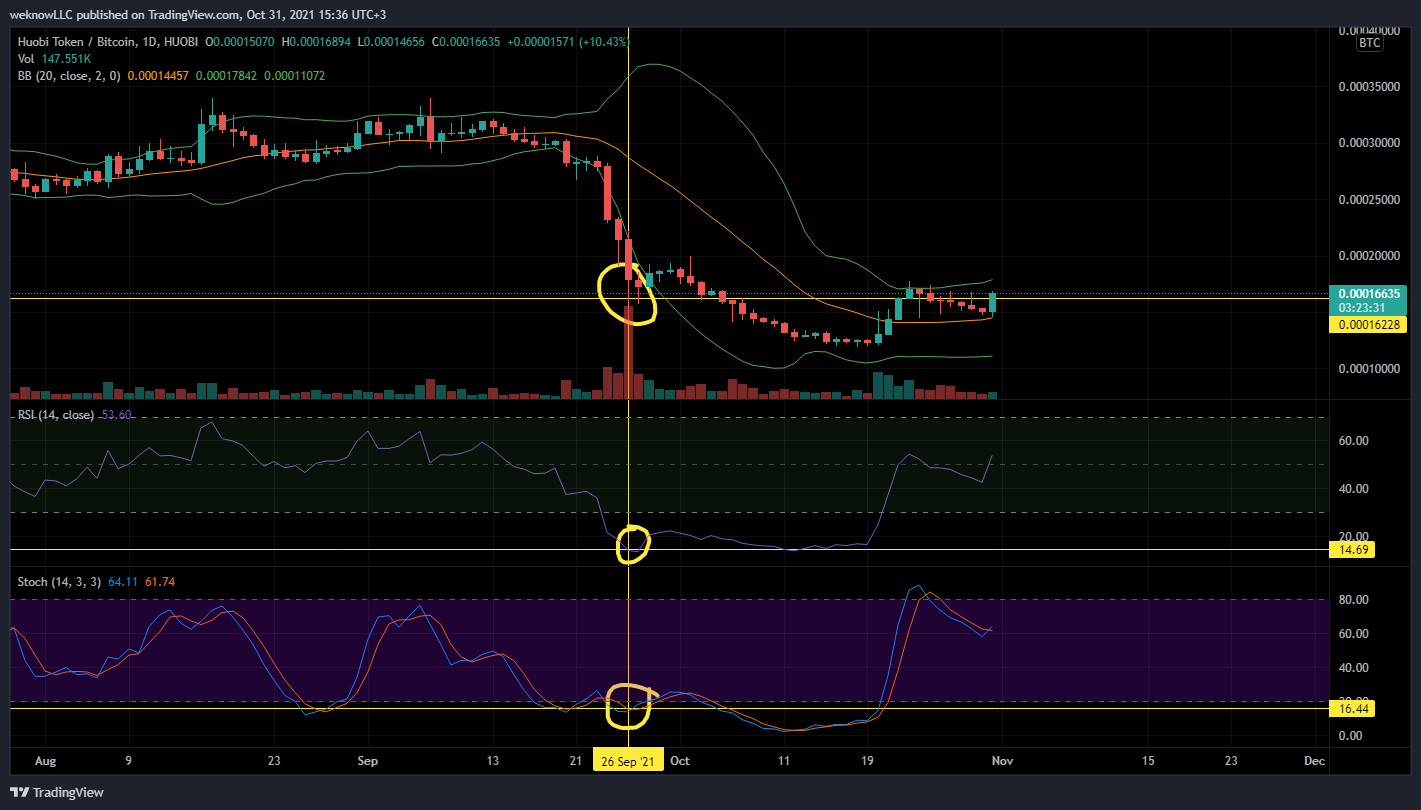 weknowLLC published on TradingView.com, Oct 31, 2021 15:36 UTC+3
Huobi Token / Bitcoin, 1D, HUOBI O0.00015070 H0.00016894 L0.00014656 C0.00016635 +0.00001571 (+10.43%)
Vol 147.551K
BB (20, close, 2, 0) 0.00014457 0.00017842 0.00011072
0.00040000
BTC
0.00035000
0.00030000
0.00025000
0.00020000
0.00016635
03:23:31
0.00016228
0.00010000
RSI (14, close) 53.60
60.00
40.00
20.00
14.69
Stoch (14, 3, 3) 64.11 61.74
80.00
60.00
40.00
20.00
16.44
0.00
Aug 9 23 Sep 13 21 26 Sep '21 Oct 11 19 Nov 15 23 Dec
TradingView